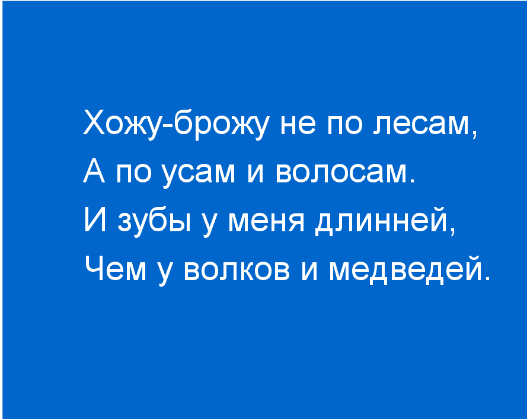 Хожу-брожу не по лесам,
А по усам и волосам.
И зубы у меня длинней,
Чем у волков и медведей.